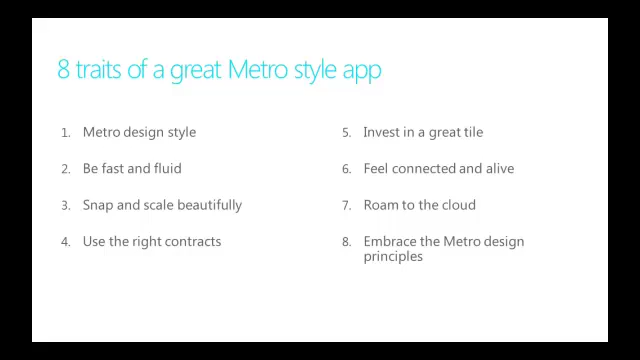 8 traits of a great Metro style app
1. Metro design style
2. Be fast and fluid
3. Snap and scale beautifully
4. Use the right contracts
5. Invest in a great tile
6. Feel connected and alive
7. Roam to the cloud
8. Embrace the Metro design
principles